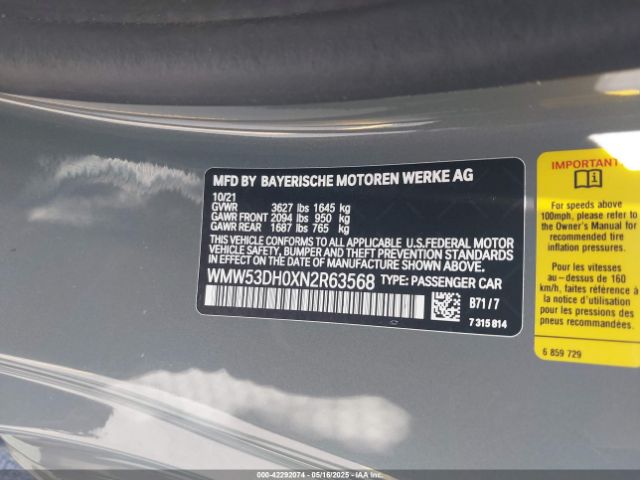 MFD BY BAYERISCHE MOTOREN WERKE AG
10/21
GVWR 3627 lbs 1645 kg
GAWR FRONT 2094 lbs 950 kg
GAWR REAR 1687 lbs 765 kg
THIS VEHICLE CONFORMS TO ALL APPLICABLE U.S.FEDERAL MOTOR
VEHICLE SAFETY, BUMPER, AND THEFT PREVENTION
STANDARDS IN EFFECT ON THE DATE OF MANUFACTURE SHOWN ABOVE.
WMW53DH0XN2R63568 TYPE: PASSENGER CAR
B71/7
7 315 814
IMPORTANT
For speeds above
100mph, please refer to
the Owner's Manual for
recommended tire
inflation pressures.
Pour les vitesses
au-dessus de 160
km/h, faites référence à
la notice d'utilisation
pour les pressions des
pneus recommandées.
6 859 729
000-42292074 | 05/16/2025 | IAA, Inc.